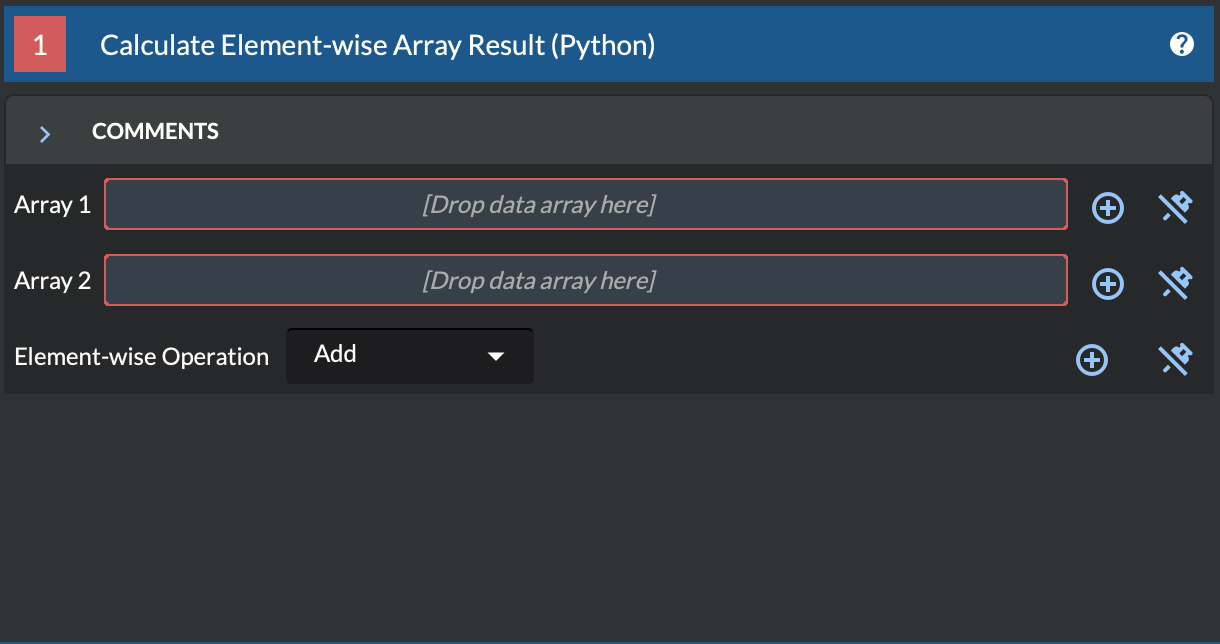 1 Calculate Element-wise Array Result (Python) ?
COMMENTS
Array 1 [Drop data array here]
Array 2 [Drop data array here]
Element-wise Operation Add